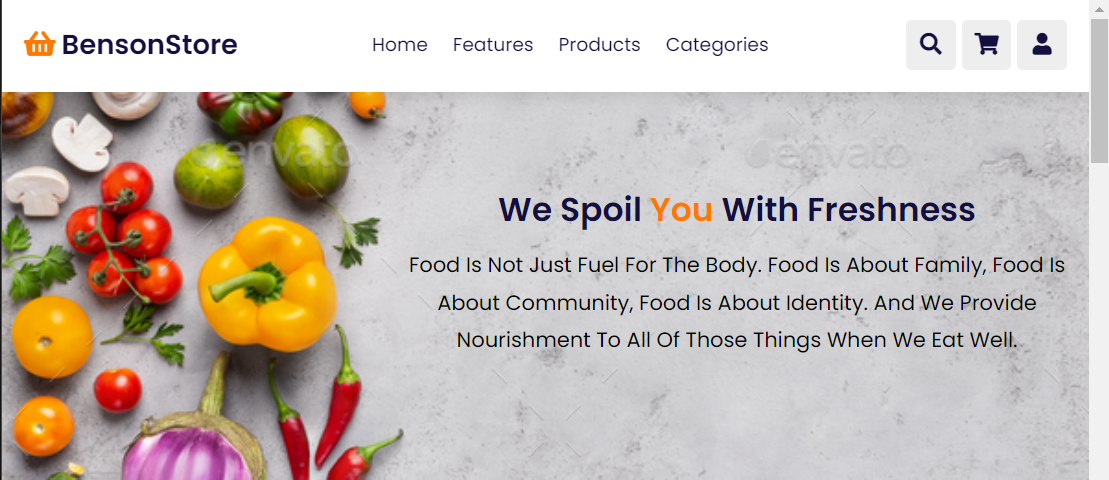 BensonStore
Home Features Products Categories
envato
envato
We Spoil You With Freshness
Food Is Not Just Fuel For The Body. Food Is About Family, Food Is
About Community, Food Is About Identity. And We Provide
Nourishment To All Of Those Things When We Eat Well.